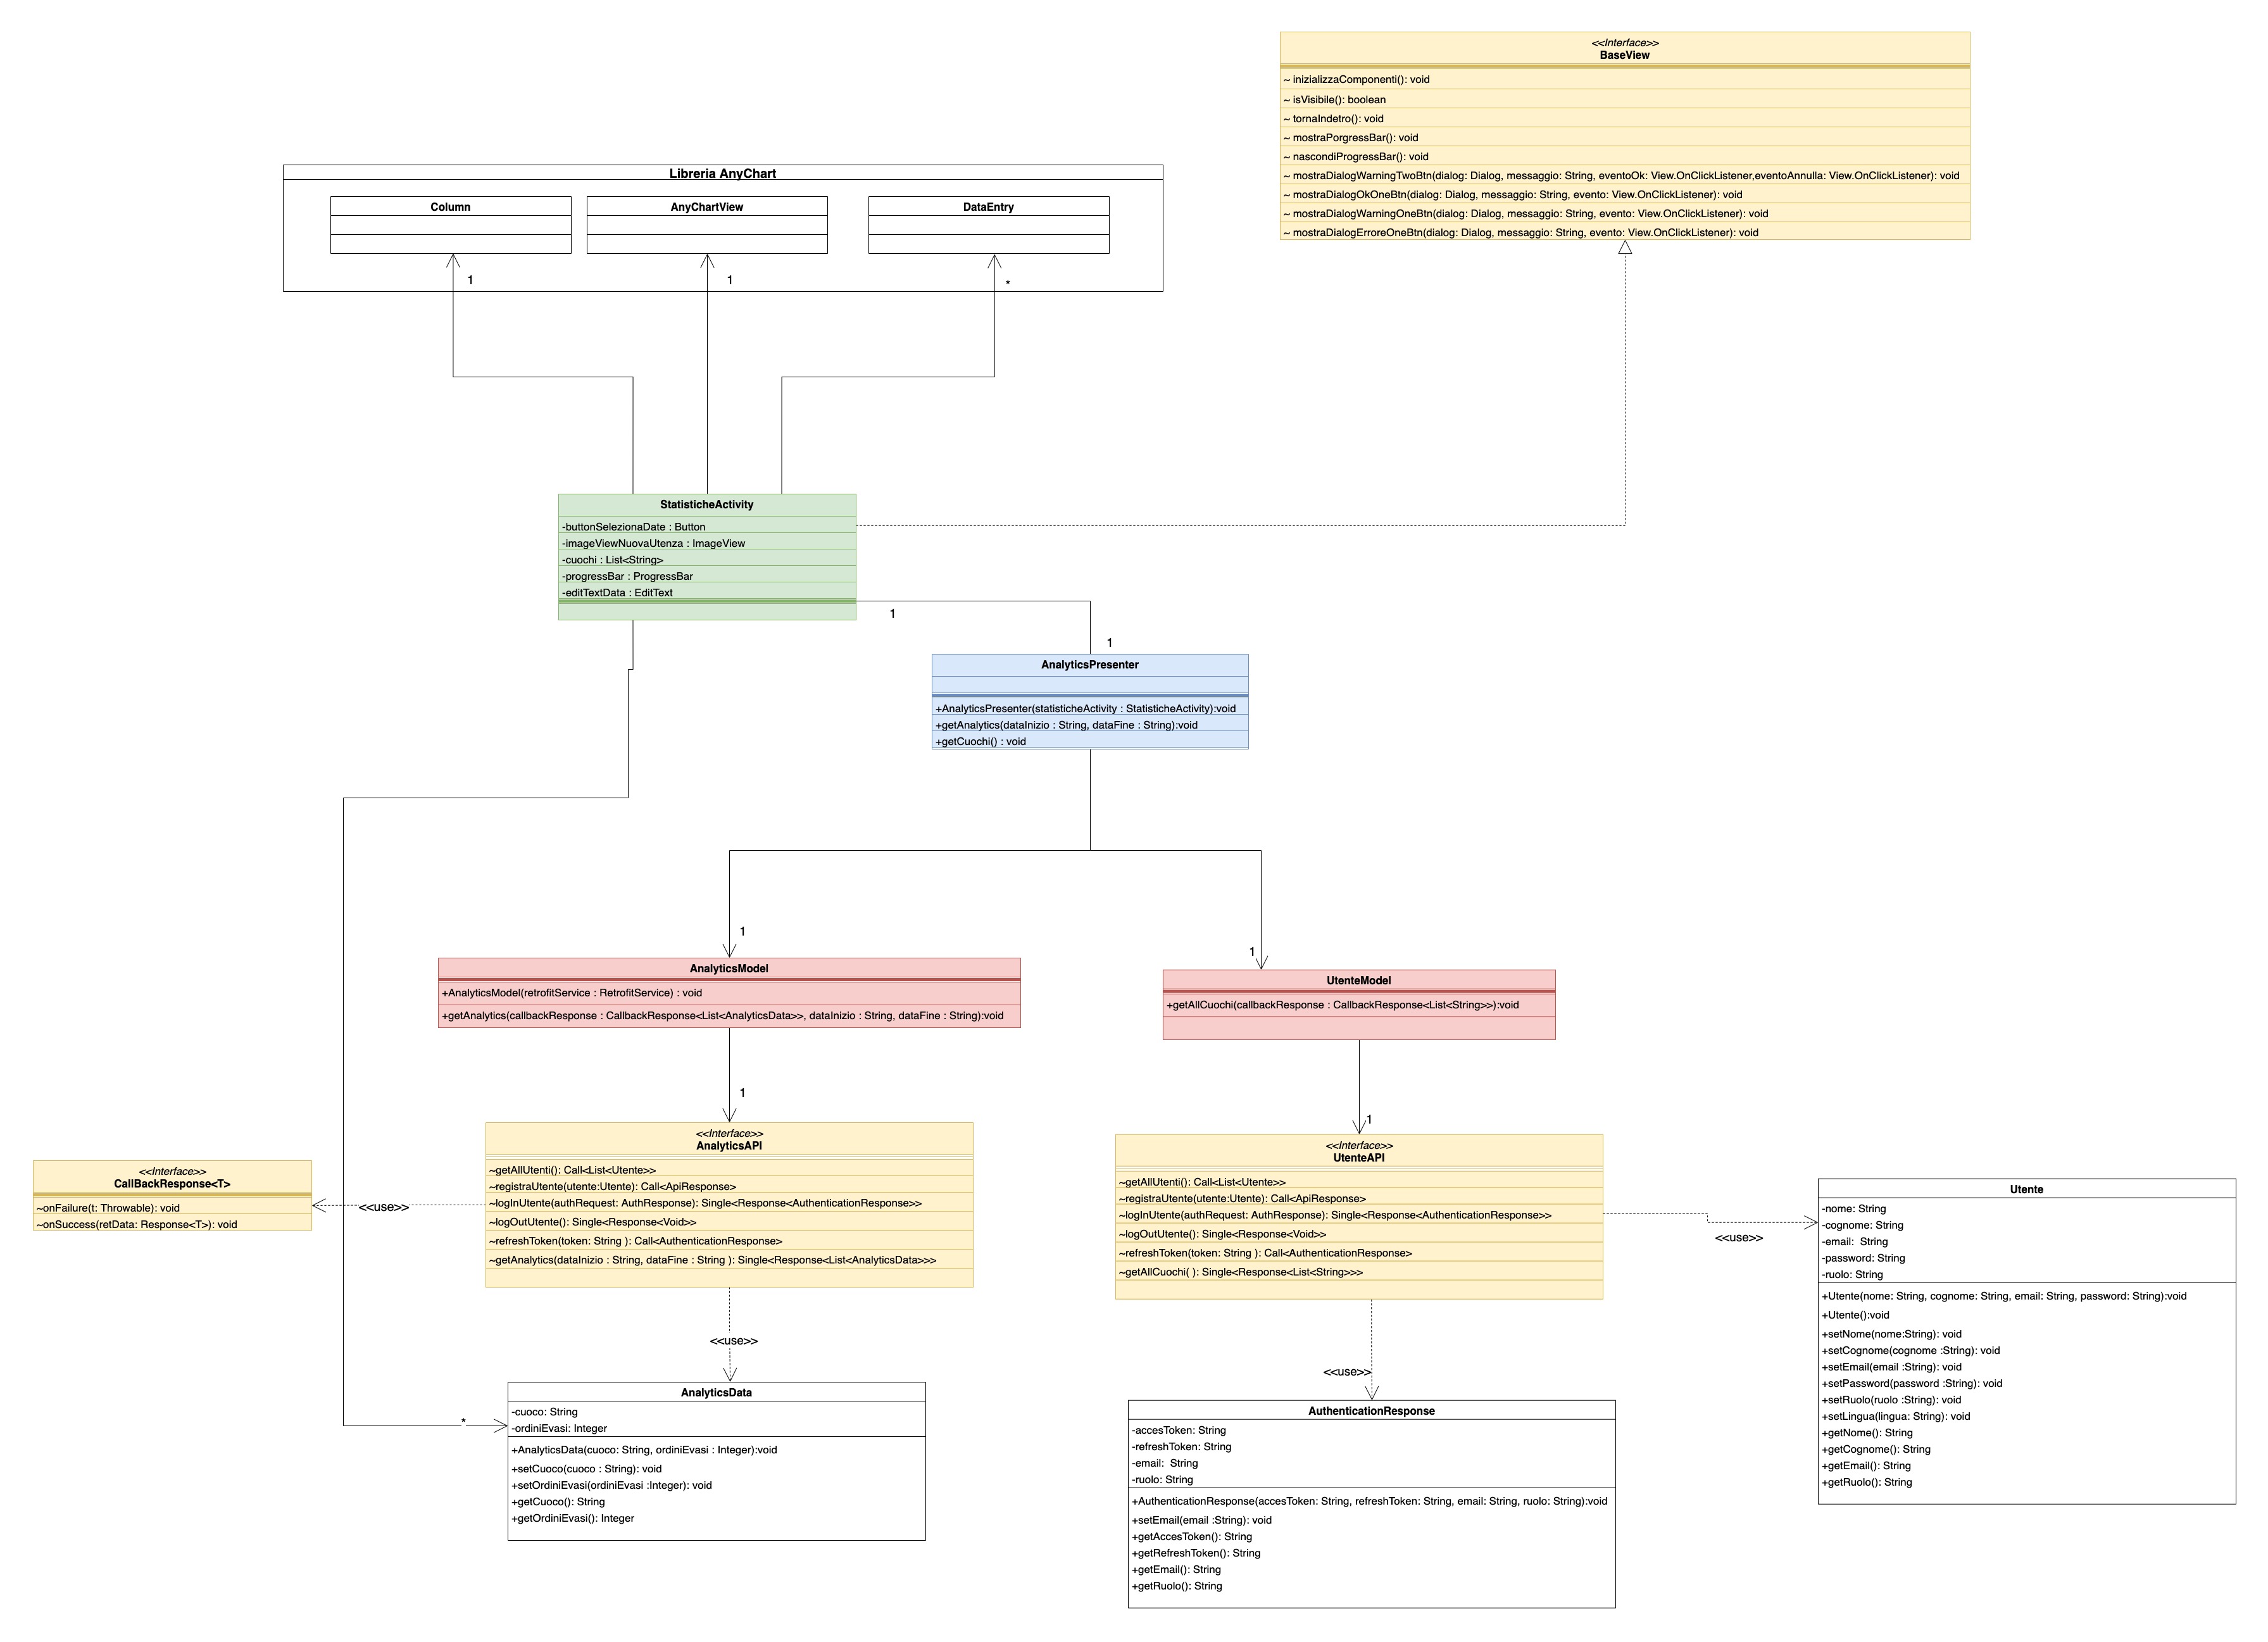 <<Interface>>
BaseView
~ inizializzaComponenti(): void
~ isVisibile(): boolean
~ tornaIndetro(): void
~ mostraPorgressBar(): void
~ nascondiProgressBar(): void
~ mostraDialogWarningTwoBtn(dialog: Dialog, messaggio: String, eventoOk: View.OnClickListener,eventoAnnulla: View.OnClickListener): void
~ mostraDialogOkOneBtn(dialog: Dialog, messaggio: String, evento: View.OnClickListener): void
~ mostraDialogWarningOneBtn(dialog: Dialog, messaggio: String, evento: View.OnClickListener): void
~ mostraDialogErroreOneBtn(dialog: Dialog, messaggio: String, evento: View.OnClickListener): void
Libreria AnyChart
Column
AnyChartView
DataEntry
1
1
*
StatisticheActivity
-buttonSelezionaDate : Button
-imageViewNuovaUtenza : ImageView
-cuochi : List<String>
-progressBar : ProgressBar
-editTextData : EditText
1
1
AnalyticsPresenter
+AnalyticsPresenter(statisticheActivity : StatisticheActivity):void
+getAnalytics(dataInizio : String, dataFine : String):void
+getCuochi() : void
1
1
AnalyticsModel
+AnalyticsModel(retrofitService : RetrofitService) : void
+getAnalytics(callbackResponse : CallbackResponse<List<AnalyticsData>>, dataInizio : String, dataFine : String):void
UtenteModel
+getAllCuochi(callbackResponse : CallbackResponse<List<String>>):void
1
1
<<Interface>>
CallBackResponse<T>
~onFailure(t: Throwable): void
~onSuccess(retData: Response<T>): void
<<use>>
<<Interface>>
AnalyticsAPI
~getAllUtenti(): Call<List<Utente>>
~registraUtente(utente:Utente): Call<ApiResponse>
~logInUtente(authRequest: AuthResponse): Single<Response<AuthenticationResponse>>
~logOutUtente(): Single<Response<Void>>
~refreshToken(token: String ): Call<AuthenticationResponse>
~getAnalytics(dataInizio : String, dataFine : String ): Single<Response<List<AnalyticsData>>>
<<Interface>>
UtenteAPI
~getAllUtenti(): Call<List<Utente>>
~registraUtente(utente:Utente): Call<ApiResponse>
~logInUtente(authRequest: AuthResponse): Single<Response<AuthenticationResponse>>
~logOutUtente(): Single<Response<Void>>
~refreshToken(token: String ): Call<AuthenticationResponse>
~getAllCuochi( ): Single<Response<List<String>>>
<<use>>
Utente
-nome: String
-cognome: String
-email:  String
-password: String
-ruolo: String
+Utente(nome: String, cognome: String, email: String, password: String):void
+Utente():void
+setNome(nome:String): void
+setCognome(cognome :String): void
+setEmail(email :String): void
+setPassword(password :String): void
+setRuolo(ruolo :String): void
+setLingua(lingua: String): void
+getNome(): String
+getCognome(): String
+getEmail(): String
+getRuolo(): String
<<use>>
<<use>>
*
AnalyticsData
-cuoco: String
-ordiniEvasi: Integer
+AnalyticsData(cuoco: String, ordiniEvasi : Integer):void
+setCuoco(cuoco : String): void
+setOrdiniEvasi(ordiniEvasi :Integer): void
+getCuoco(): String
+getOrdiniEvasi(): Integer
AuthenticationResponse
-accesToken: String
-refreshToken: String
-email:  String
-ruolo: String
+AuthenticationResponse(accesToken: String, refreshToken: String, email: String, ruolo: String):void
+setEmail(email :String): void
+getAccesToken(): String
+getRefreshToken(): String
+getEmail(): String
+getRuolo(): String